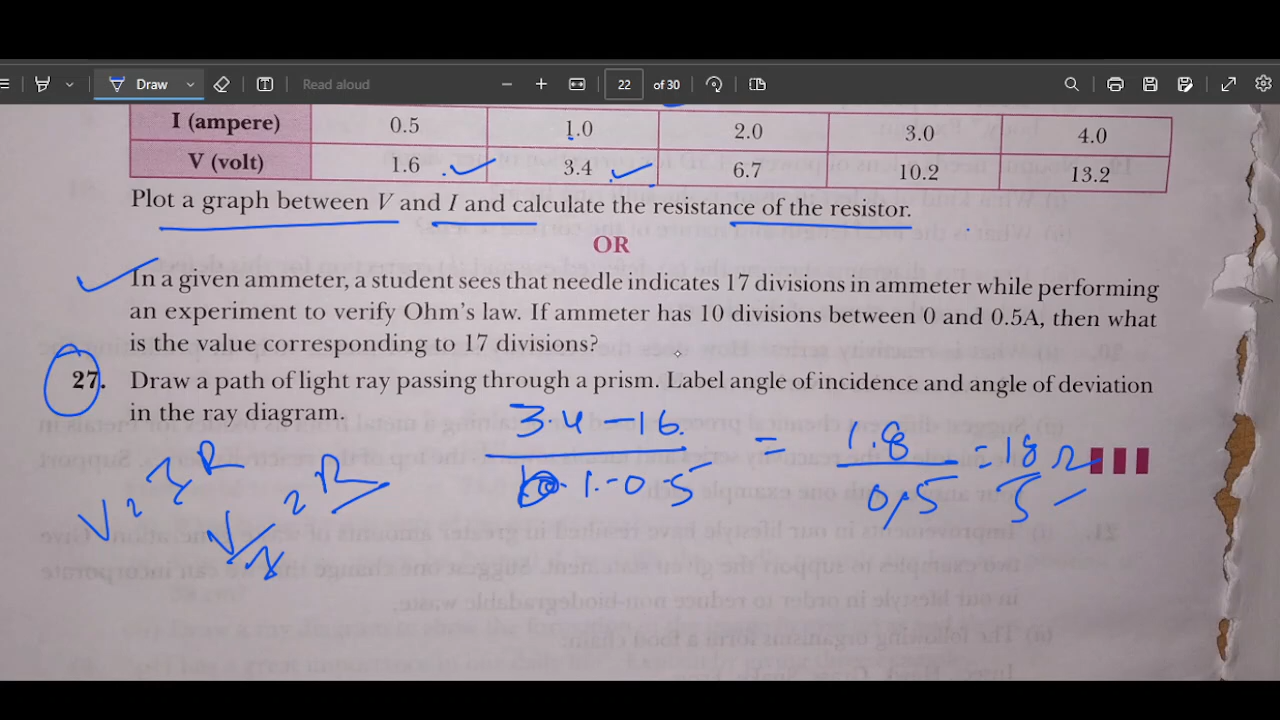 Draw
Read aloud
22 of 30
I (ampere) 0.5 1.0 2.0 3.0 4.0
V (volt) 1.6 3.4 6.7 10.2 13.2
Plot a graph between V and I and calculate the resistance of the resistor.
OR
In a given ammeter, a student sees that needle indicates 17 divisions in ammeter while performing
an experiment to verify Ohm's law. If ammeter has 10 divisions between 0 and 0.5A, then what
is the value corresponding to 17 divisions?
27. Draw a path of light ray passing through a prism. Label angle of incidence and angle of deviation
in the ray diagram.
3.4 - 1.6 = 1.8 = 18 Ω
1 - 0.5 0.5 5
V = I R
V/I = R